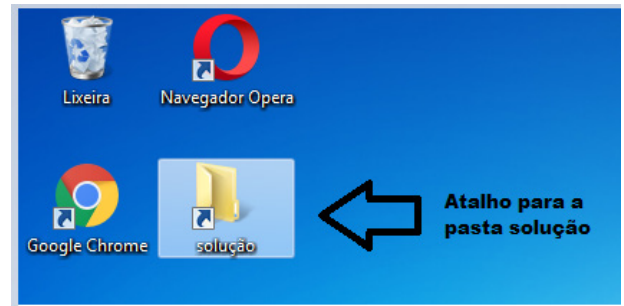 Lixeira
Navegador Opera
Google Chrome
solução
Atalho para a
pasta solução